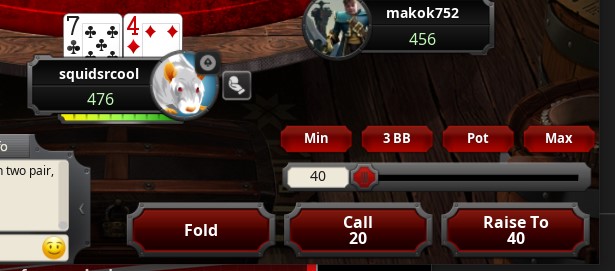 makok752
456
7
4
squidsrcool
476
Min
3 BB
Pot
Max
two pair,
40
Fold
Call
20
Raise To
40